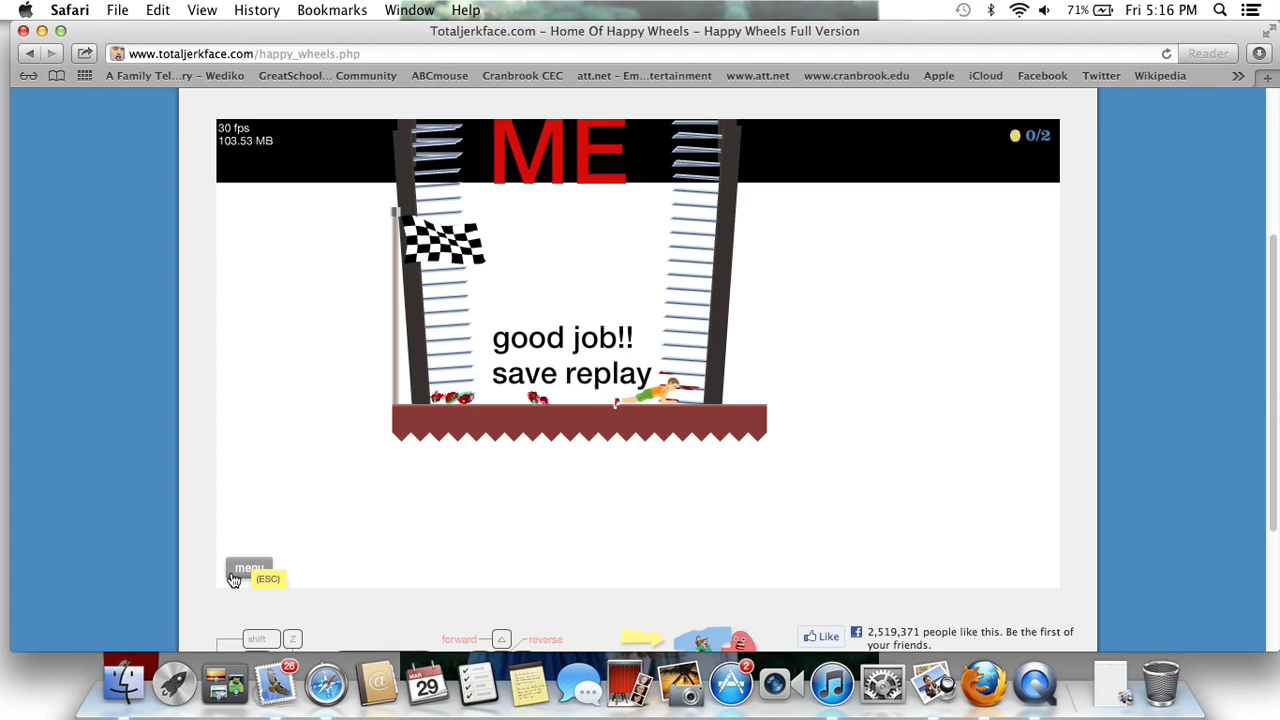 Safari File Edit View History Bookmarks Window Help 71% Fri 5:16 PM
Totaljerkface.com – Home Of Happy Wheels – Happy Wheels Full Version
www.totaljerkface.com/happy_wheels.php Reader
A Family Tel...ry – Wediko GreatSchool... Community ABCmouse Cranbrook CEC att.net – Em...tertainment www.att.net www.cranbrook.edu Apple iCloud Facebook Twitter Wikipedia
30 fps
103.53 MB
0/2
ME
good job!!
save replay
menu
(ESC)
shift Z forward reverse
Like 2,519,371 people like this. Be the first of
your friends.
26
MAR
29
2